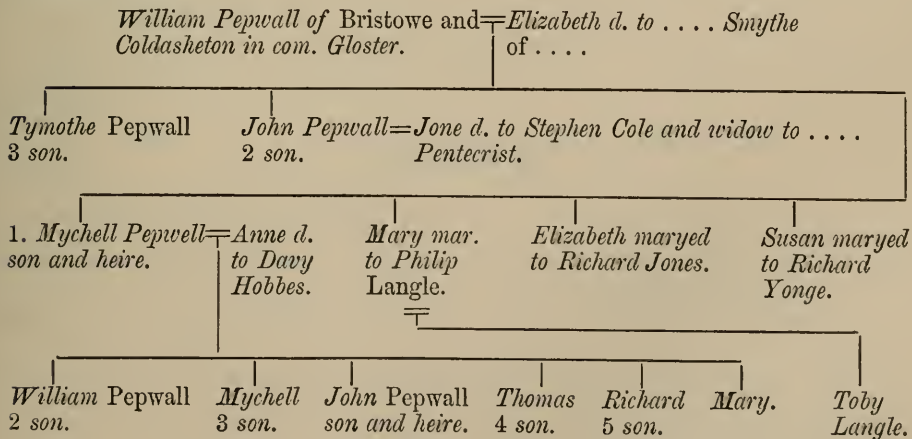 William Pepwall of Bristowe and=Elizabeth d. to .... Smythe
Coldasheton in com. Gloster. of ....
Tymothe Pepwall John Pepwall=Jone d. to Stephen Cole and widow to ....
3 son. 2 son. Pentecrist.
1. Mychell Pepwell=Anne d. Mary mar. Elizabeth maryed Susan maryed
son and heire. to Davy to Philip to Richard Jones. to Richard
Hobbes. Langle. Yonge.
William Pepwall Mychell John Pepwall Thomas Richard Mary. Toby
2 son. 3 son. son and heire. 4 son. 5 son. Langle.